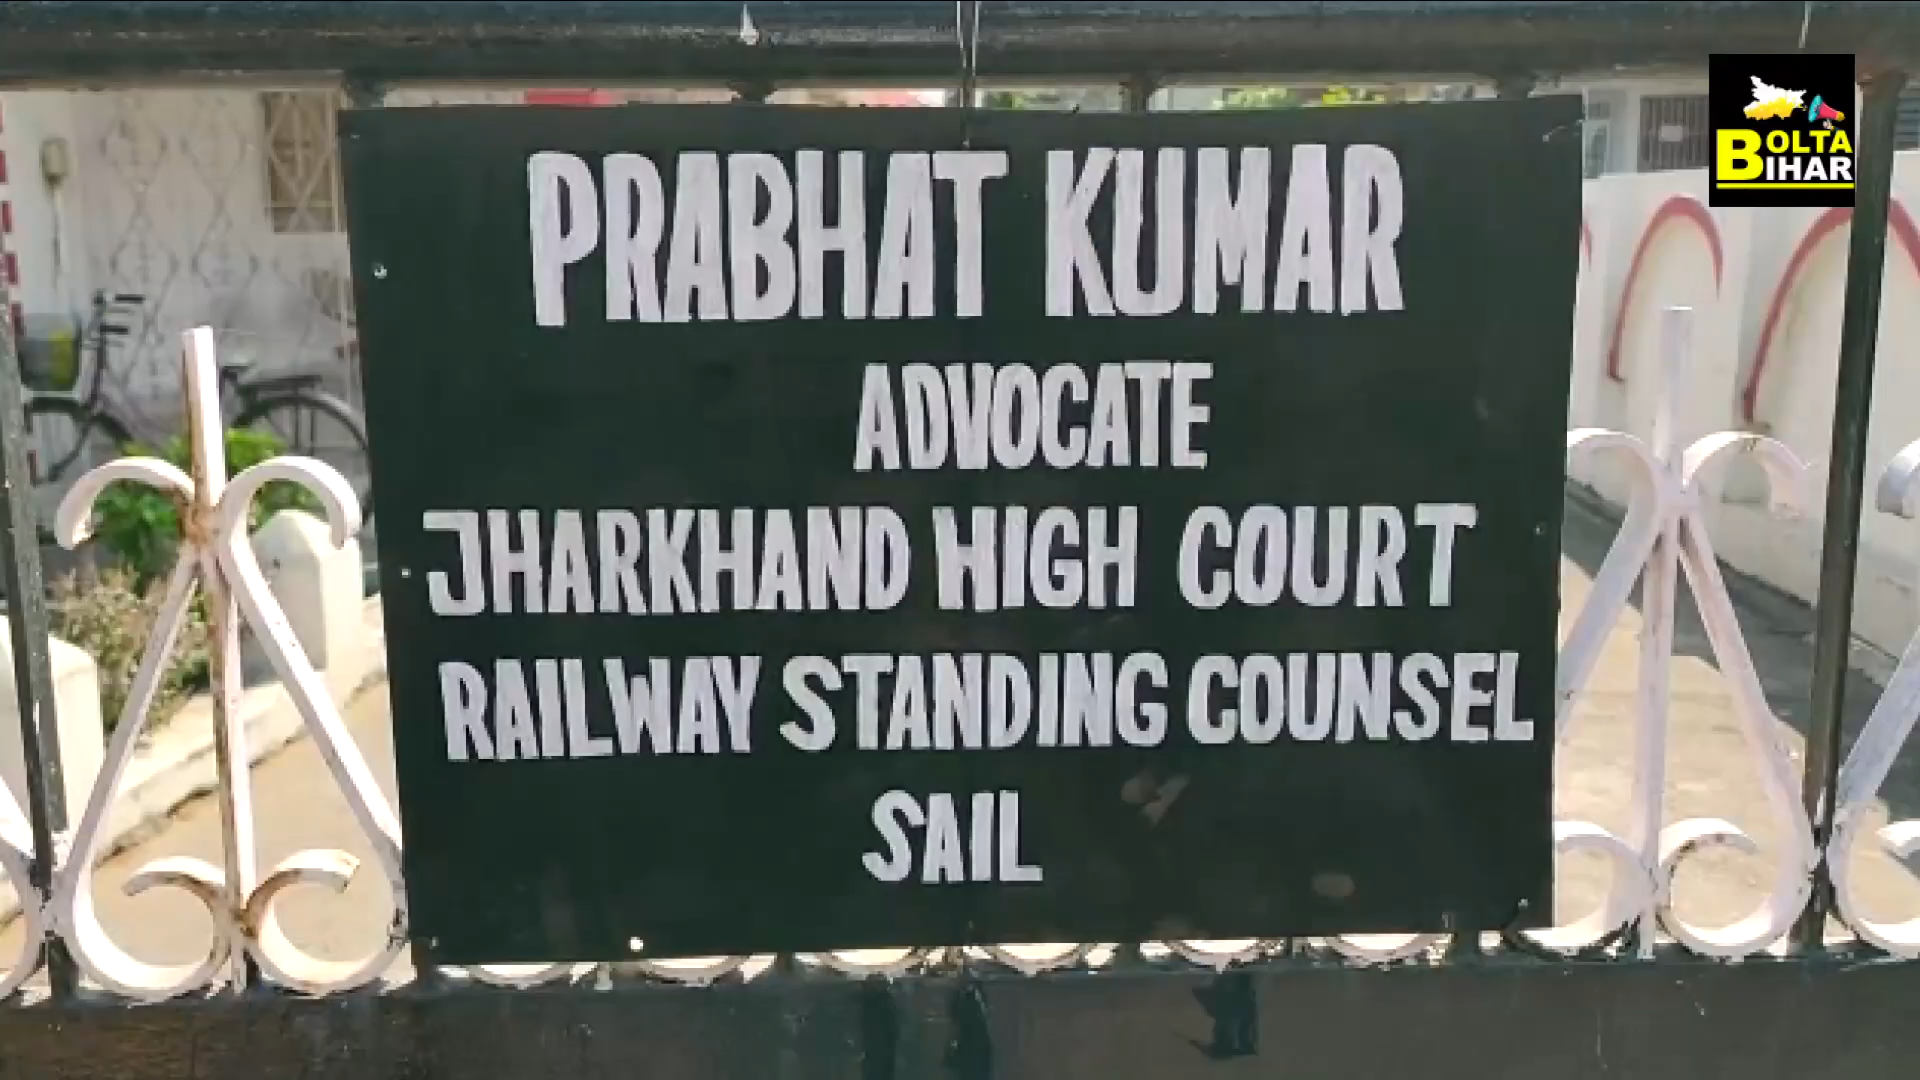 PRABHAT KUMAR
ADVOCATE
JHARKHAND HIGH COURT
RAILWAY STANDING COUNSEL
SAIL
BOLTA
BIHAR